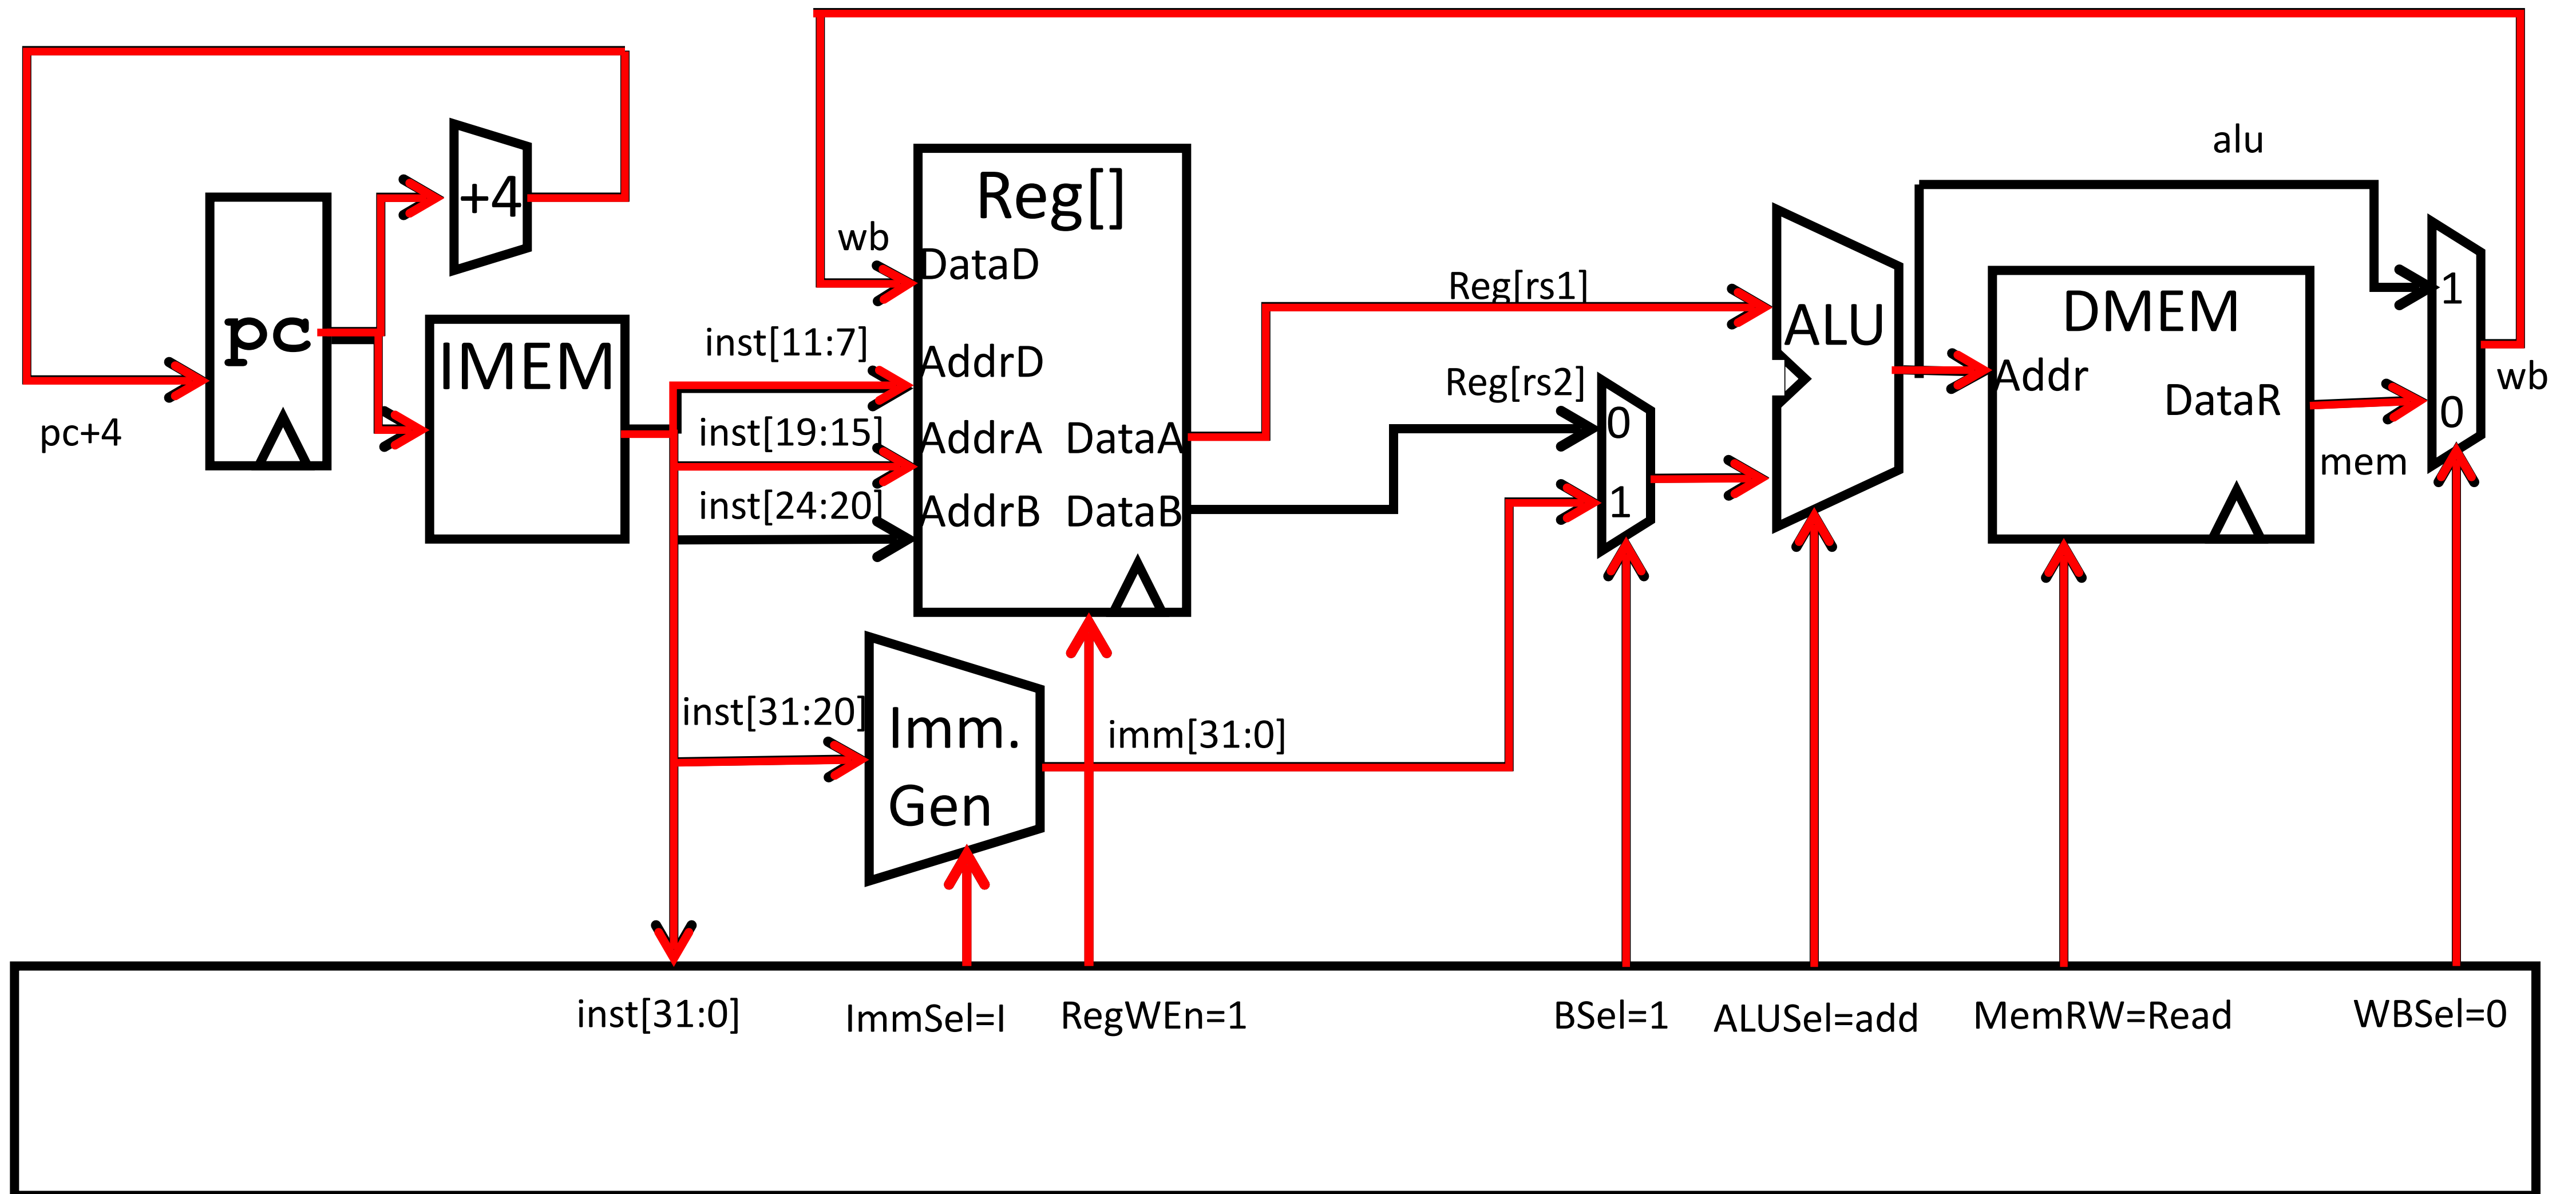 alu
+4
Reg[]
wb
DataD
pc
IMEM
inst[11:7]
AddrD
inst[19:15]
AddrA
DataA
inst[24:20]
AddrB
DataB
pc+4
Reg[rs1]
Reg[rs2]
0
1
ALU
DMEM
Addr
DataR
mem
1
0
wb
inst[31:20]
Imm.
Gen
imm[31:0]
inst[31:0]
ImmSel=I
RegWEn=1
BSel=1
ALUSel=add
MemRW=Read
WBSel=0